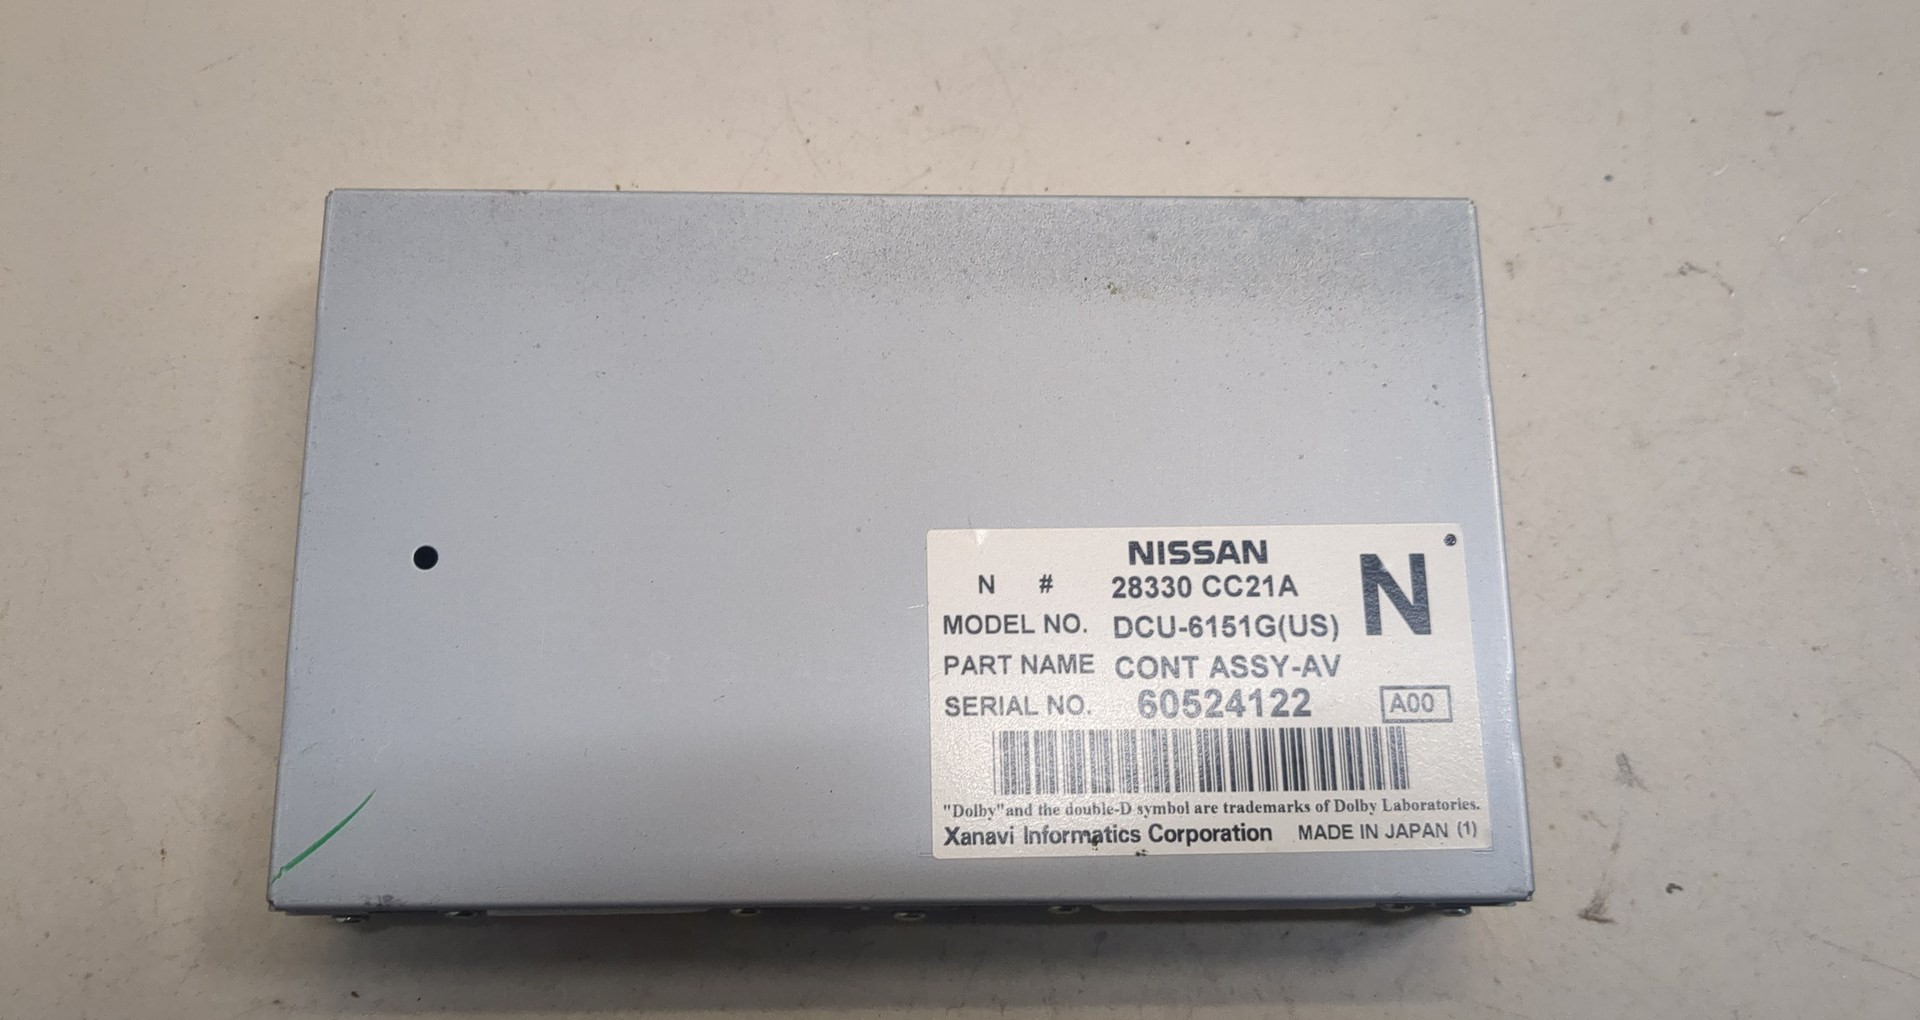 NISSAN
N # 28330 CC21A N
MODEL NO. DCU-6151G(US)
PART NAME CONT ASSY-AV
SERIAL NO. 60524122 A00
"Dolby"and the double-D symbol are trademarks of Dolby Laboratories.
Xanavi Informatics Corporation MADE IN JAPAN (1)